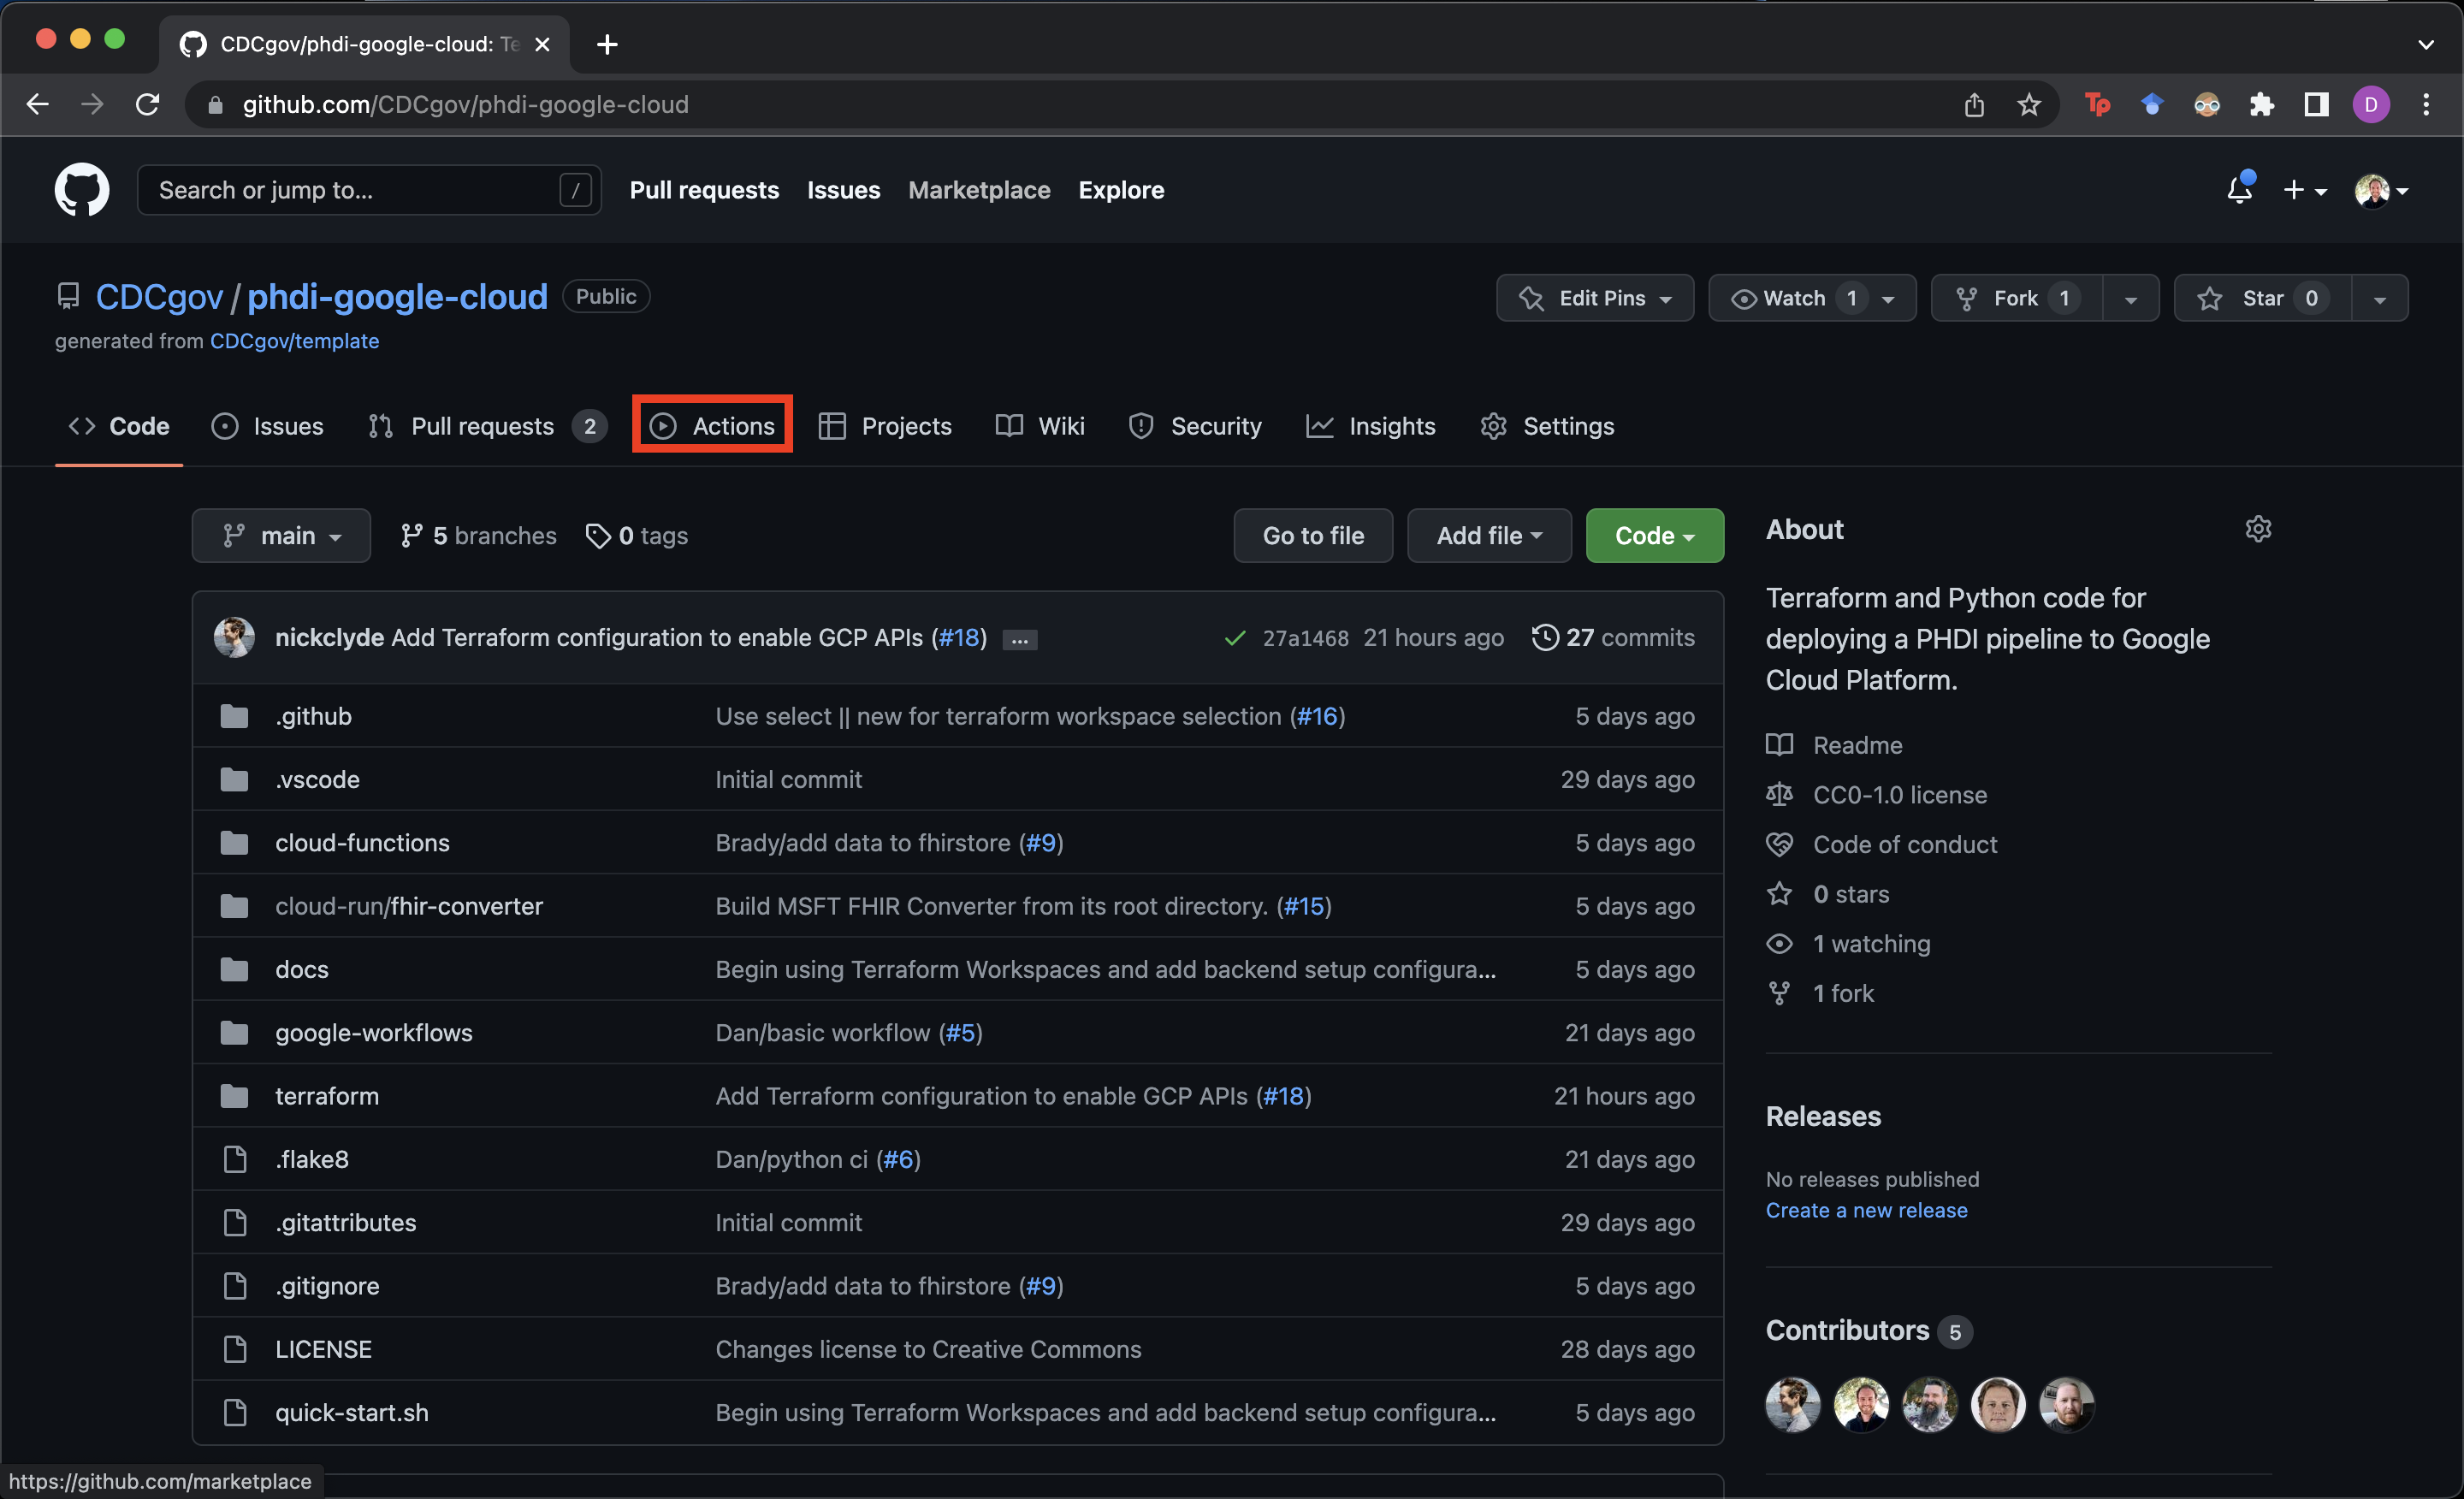 CDCgov/phdi-google-cloud: Te
github.com/CDCgov/phdi-google-cloud
Tp
D
Search or jump to...
/
Pull requests
Issues
Marketplace
Explore
CDCgov / phdi-google-cloud
Public
Edit Pins
Watch 1
Fork 1
Star 0
generated from CDCgov/template
Code
Issues
Pull requests 2
Actions
Projects
Wiki
Security
Insights
Settings
main
5 branches
0 tags
Go to file
Add file
Code
nickclyde Add Terraform configuration to enable GCP APIs (#18) ...
27a1468 21 hours ago
27 commits
.github
Use select || new for terraform workspace selection (#16)
5 days ago
.vscode
Initial commit
29 days ago
cloud-functions
Brady/add data to fhirstore (#9)
5 days ago
cloud-run/fhir-converter
Build MSFT FHIR Converter from its root directory. (#15)
5 days ago
docs
Begin using Terraform Workspaces and add backend setup configura...
5 days ago
google-workflows
Dan/basic workflow (#5)
21 days ago
terraform
Add Terraform configuration to enable GCP APIs (#18)
21 hours ago
.flake8
Dan/python ci (#6)
21 days ago
.gitattributes
Initial commit
29 days ago
.gitignore
Brady/add data to fhirstore (#9)
5 days ago
LICENSE
Changes license to Creative Commons
28 days ago
quick-start.sh
Begin using Terraform Workspaces and add backend setup configura...
5 days ago
About
Terraform and Python code for
deploying a PHDI pipeline to Google
Cloud Platform.
Readme
CC0-1.0 license
Code of conduct
0 stars
1 watching
1 fork
Releases
No releases published
Create a new release
Contributors 5
https://github.com/marketplace